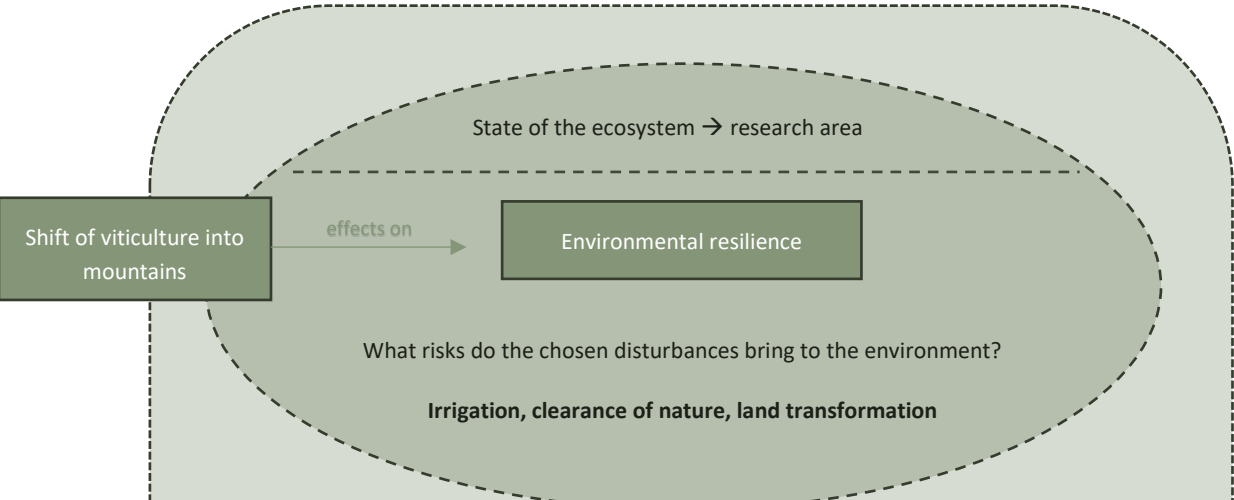 State of the ecosystem → research area
Shift of viticulture into
mountains
effects on
Environmental resilience
What risks do the chosen disturbances bring to the environment?
Irrigation, clearance of nature, land transformation